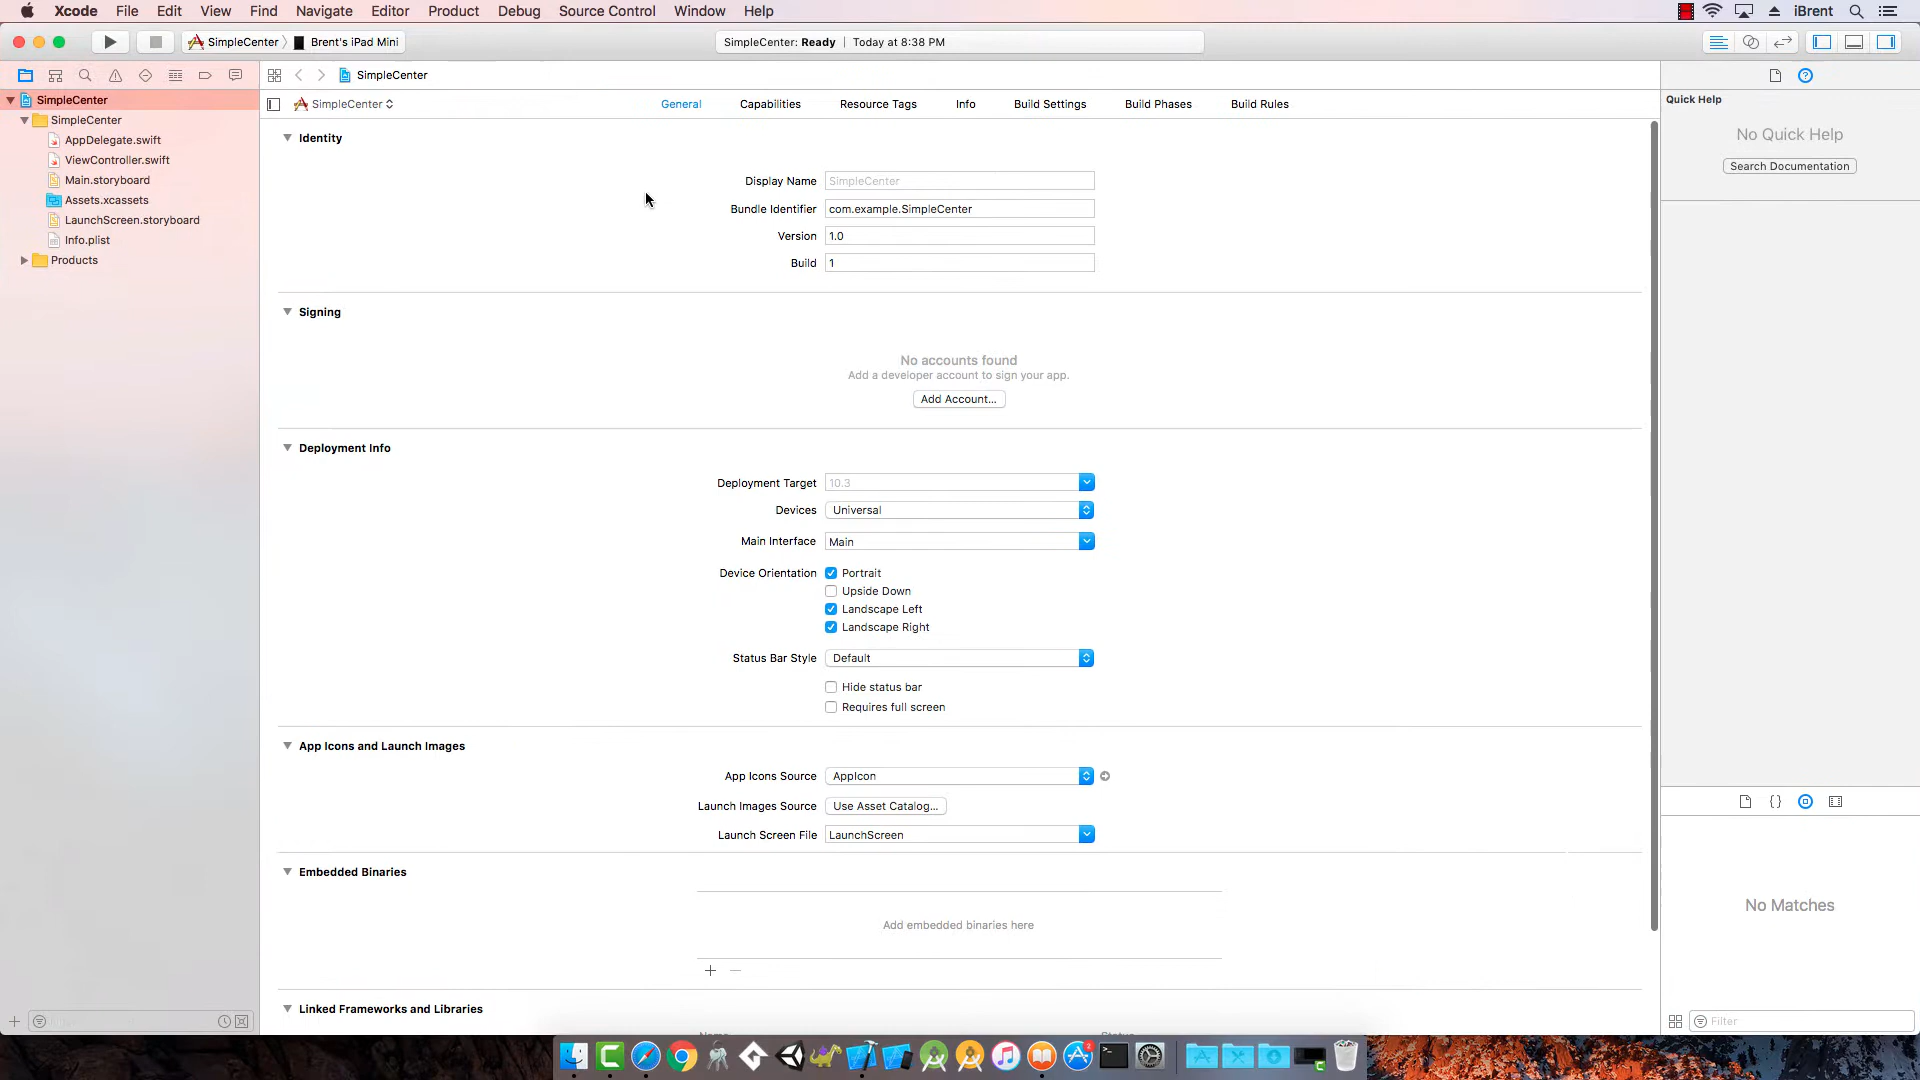 Xcode File Edit View Find Navigate Editor Product Debug Source Control Window Help iBrent
SimpleCenter Brent's iPad Mini SimpleCenter: Ready Today at 8:38 PM
SimpleCenter
Quick Help
SimpleCenter SimpleCenter General Capabilities Resource Tags Info Build Settings Build Phases Build Rules
SimpleCenter
No Quick Help
Search Documentation
AppDelegate.swift
ViewController.swift
Main.storyboard
Assets.xcassets
LaunchScreen.storyboard
Info.plist
Products
Identity
Display Name SimpleCenter
Bundle Identifier com.example.SimpleCenter
Version 1.0
Build 1
Signing
No accounts found
Add a developer account to sign your app.
Add Account...
Deployment Info
Deployment Target 10.3
Devices Universal
Main Interface Main
Device Orientation Portrait
Upside Down
Landscape Left
Landscape Right
Status Bar Style Default
Hide status bar
Requires full screen
App Icons and Launch Images
App Icons Source AppIcon
Launch Images Source Use Asset Catalog...
Launch Screen File LaunchScreen
Embedded Binaries
Add embedded binaries here
No Matches
Linked Frameworks and Libraries
Filter